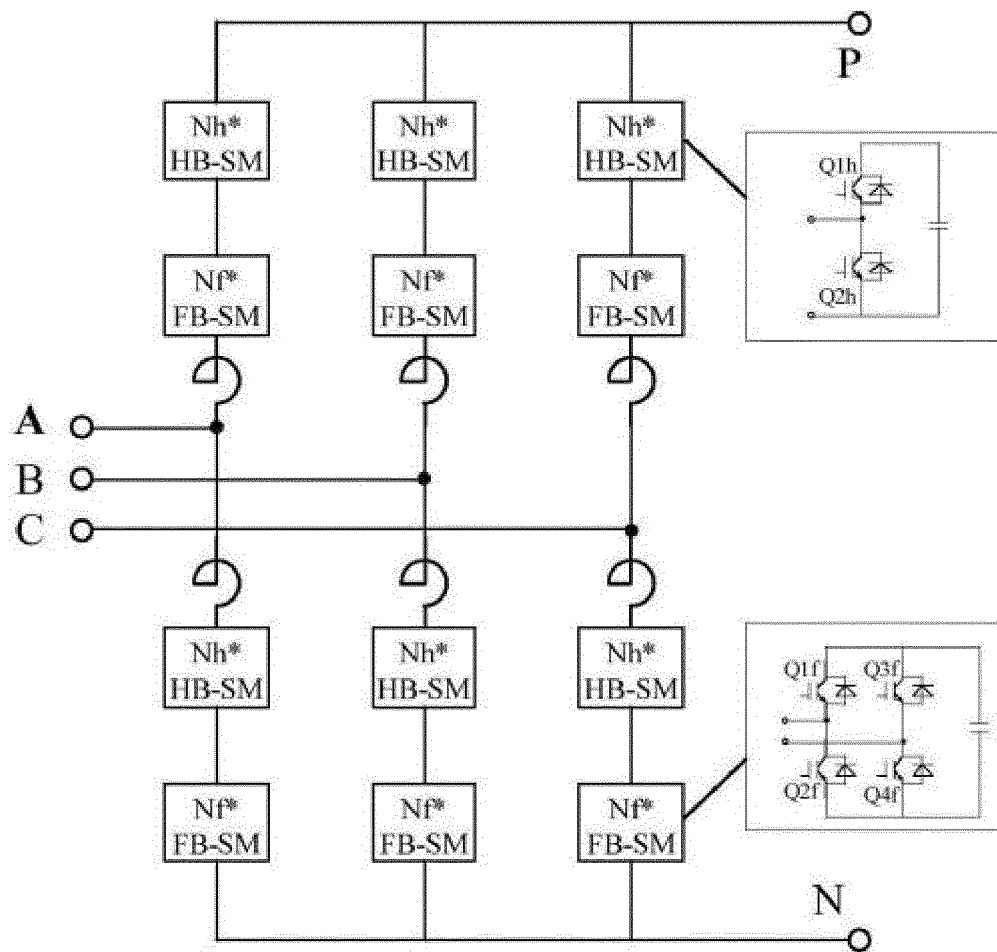 P
Nh*
HB-SM
Nh*
HB-SM
Nh*
HB-SM
Q1h
Q2h
Nf*
FB-SM
Nf*
FB-SM
Nf*
FB-SM
A
B
C
Nh*
HB-SM
Nh*
HB-SM
Nh*
HB-SM
Q1f
Q3f
Q2f
Q4f
Nf*
FB-SM
Nf*
FB-SM
Nf*
FB-SM
N